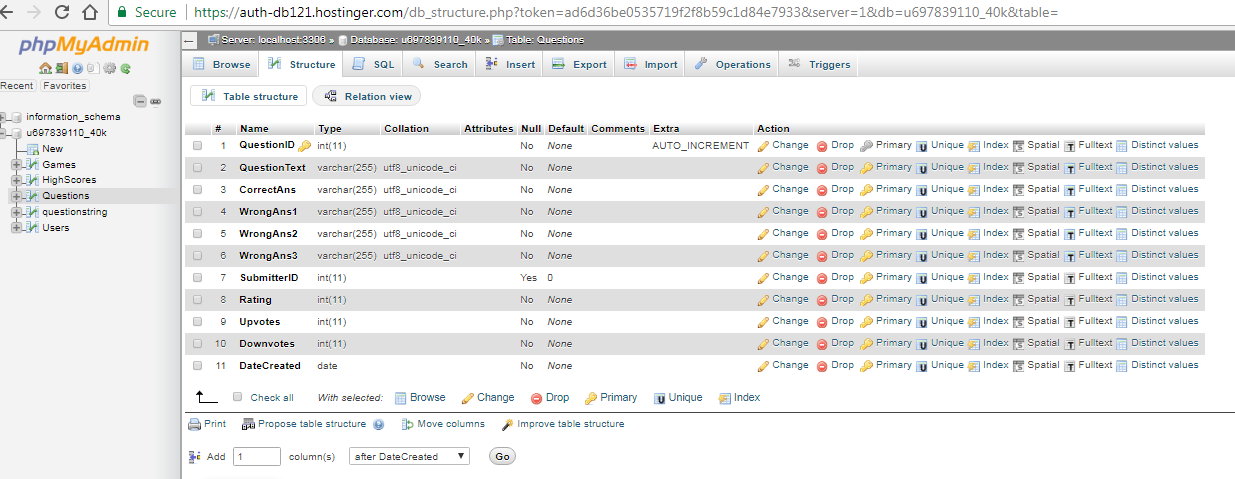 Secure https://auth-db121.hostinger.com/db_structure.php?token=ad6d36be0535719f2f8b59c1d84e7933&server=1&db=u697839110_40k&table=
phpMyAdmin
Recent Favorites
information_schema
u697839110_40k
New
Games
HighScores
Questions
questionstring
Users
Server: localhost:3306 » Database: u697839110_40k » Table: Questions
Browse Structure SQL Search Insert Export Import Operations Triggers
Table structure Relation view
# Name Type Collation Attributes Null Default Comments Extra Action
1 QuestionID int(11) No None AUTO_INCREMENT Change Drop Primary Unique Index Spatial Fulltext Distinct values
2 QuestionText varchar(255) utf8_unicode_ci No None Change Drop Primary Unique Index Spatial Fulltext Distinct values
3 CorrectAns varchar(255) utf8_unicode_ci No None Change Drop Primary Unique Index Spatial Fulltext Distinct values
4 WrongAns1 varchar(255) utf8_unicode_ci No None Change Drop Primary Unique Index Spatial Fulltext Distinct values
5 WrongAns2 varchar(255) utf8_unicode_ci No None Change Drop Primary Unique Index Spatial Fulltext Distinct values
6 WrongAns3 varchar(255) utf8_unicode_ci No None Change Drop Primary Unique Index Spatial Fulltext Distinct values
7 SubmitterID int(11) Yes 0 Change Drop Primary Unique Index Spatial Fulltext Distinct values
8 Rating int(11) No None Change Drop Primary Unique Index Spatial Fulltext Distinct values
9 Upvotes int(11) No None Change Drop Primary Unique Index Spatial Fulltext Distinct values
10 Downvotes int(11) No None Change Drop Primary Unique Index Spatial Fulltext Distinct values
11 DateCreated date No None Change Drop Primary Unique Index Spatial Fulltext Distinct values
Check all With selected: Browse Change Drop Primary Unique Index
Print Propose table structure Move columns Improve table structure
Add 1 column(s) after DateCreated Go